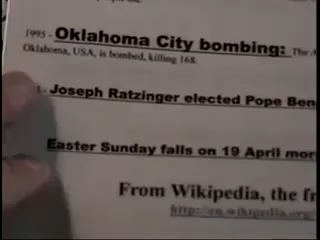 1995 - Oklahoma City bombing: The A
Oklahoma, USA, is bombed, killing 168.
Joseph Ratzinger elected Pope Ben
Easter Sunday falls on 19 April mor
From Wikipedia, the fr
http://en.wikipedia.org/